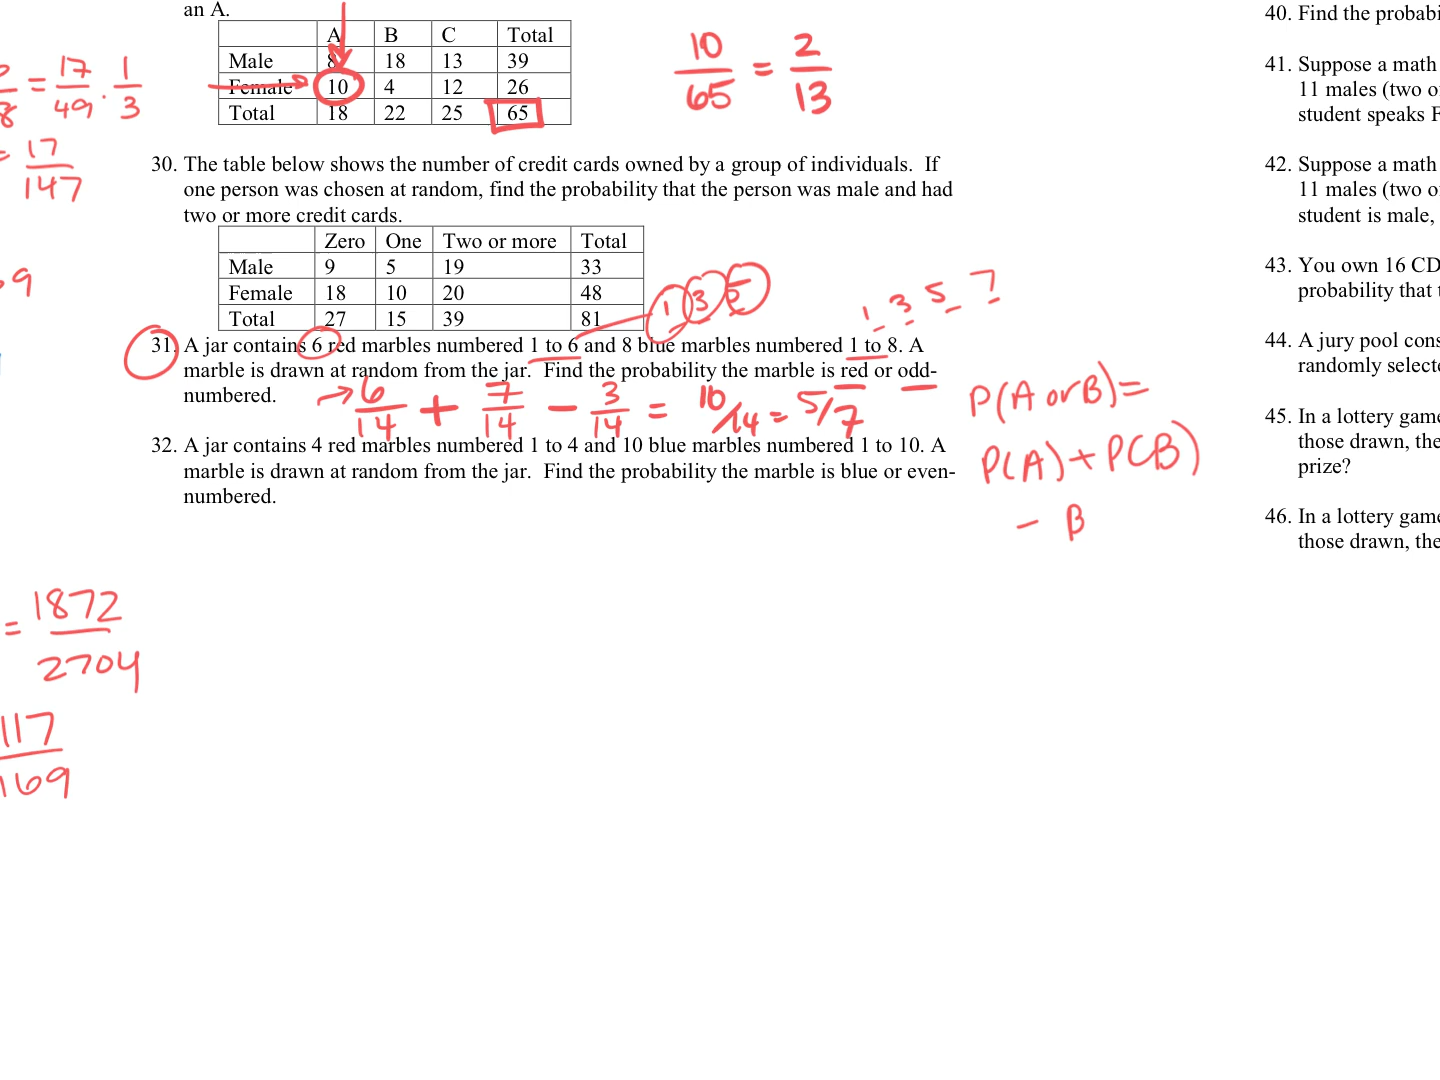 an A.
A B C Total
Male 8 18 13 39
Female 10 4 12 26
Total 18 22 25 65
10/65 = 2/13
= 17/49 · 1/3
= 17/147
30. The table below shows the number of credit cards owned by a group of individuals. If
one person was chosen at random, find the probability that the person was male and had
two or more credit cards.
Zero One Two or more Total
Male 9 5 19 33
Female 18 10 20 48
Total 27 15 39 81
9
1 3 5
1 3 5 7
31. A jar contains 6 red marbles numbered 1 to 6 and 8 blue marbles numbered 1 to 8. A
marble is drawn at random from the jar. Find the probability the marble is red or odd-
numbered.
6/14 + 7/14 - 3/14 = 10/14 = 5/7
P(A or B) =
P(A) + P(B)
- B
32. A jar contains 4 red marbles numbered 1 to 4 and 10 blue marbles numbered 1 to 10. A
marble is drawn at random from the jar. Find the probability the marble is blue or even-
numbered.
= 1872/2704
117/169
40. Find the probabi
41. Suppose a math
11 males (two o
student speaks F
42. Suppose a math
11 males (two o
student is male,
43. You own 16 CD
probability that
44. A jury pool cons
randomly selecte
45. In a lottery game
those drawn, the
prize?
46. In a lottery game
those drawn, the